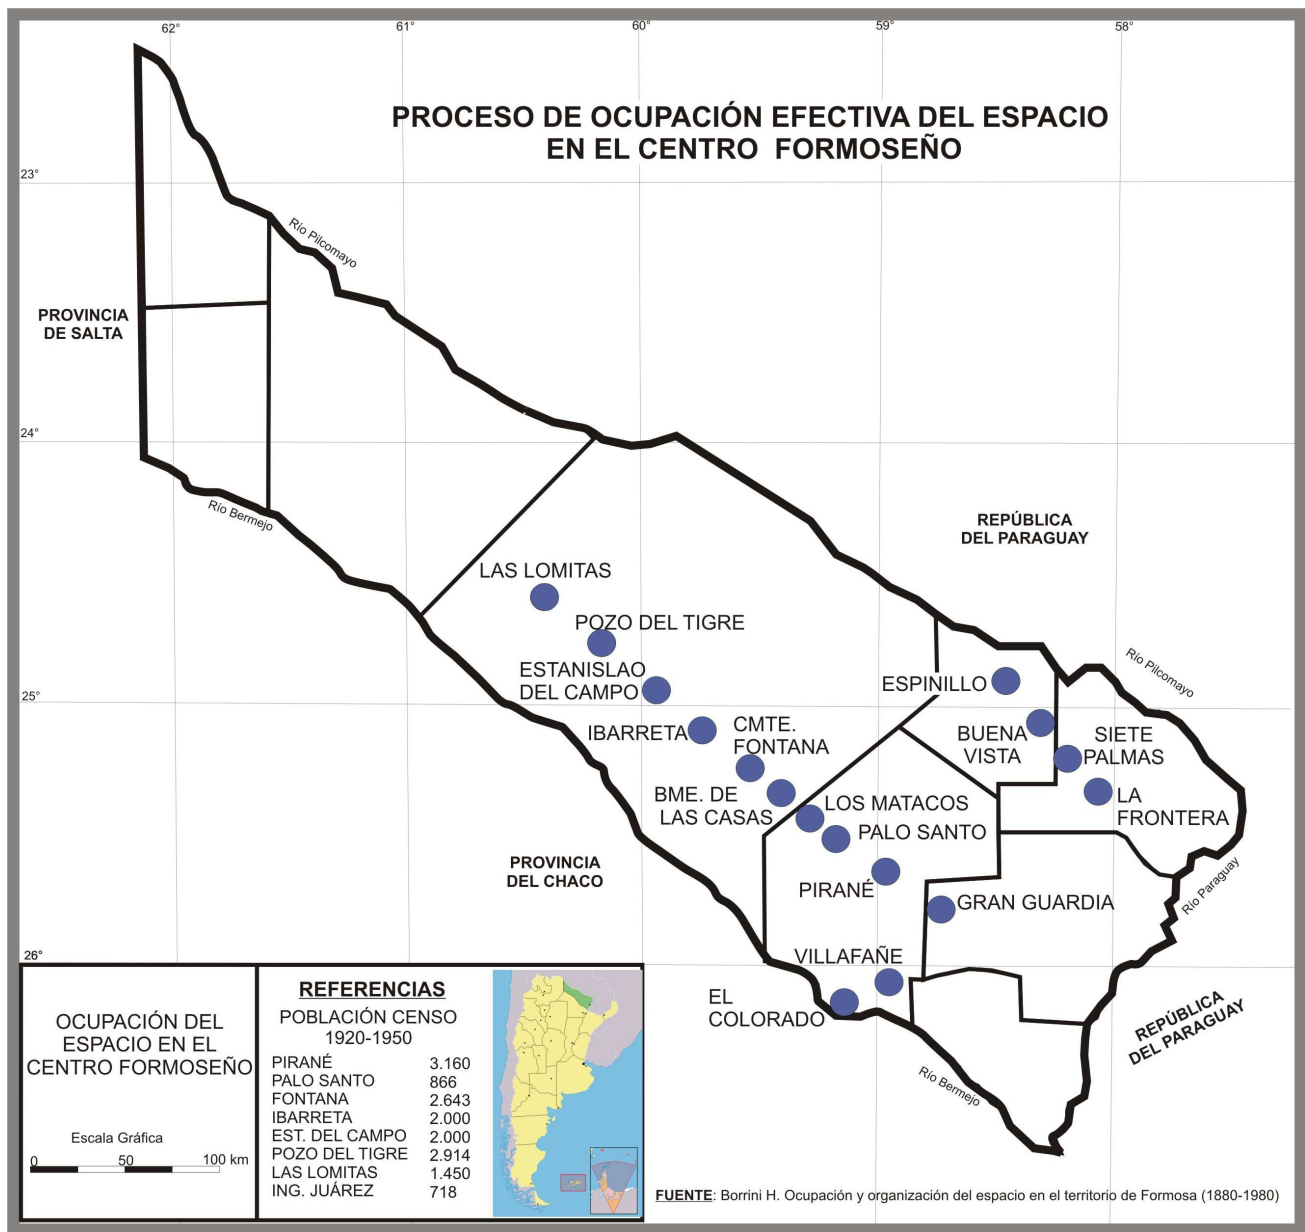 62°
61°
60°
59°
58°
PROCESO DE OCUPACIÓN EFECTIVA DEL ESPACIO
EN EL CENTRO FORMOSEÑO
23°
Río Pilcomayo
PROVINCIA
DE SALTA
24°
Río Bermejo
REPÚBLICA
DEL PARAGUAY
LAS LOMITAS
POZO DEL TIGRE
ESTANISLAO
DEL CAMPO
Río Pilcomayo
ESPINILLO
25°
IBARRETA
CMTE.
FONTANA
BUENA
VISTA
SIETE
PALMAS
BME. DE
LAS CASAS
LOS MATACOS
LA
FRONTERA
PALO SANTO
PROVINCIA
DEL CHACO
PIRANÉ
Río Paraguay
GRAN GUARDIA
26°
VILLAFAÑE
EL
COLORADO
REPÚBLICA
DEL PARAGUAY
Río Bermejo
OCUPACIÓN DEL
ESPACIO EN EL
CENTRO FORMOSEÑO
Escala Gráfica
0 50 100 km
REFERENCIAS
POBLACIÓN CENSO
1920-1950
PIRANÉ 3.160
PALO SANTO 866
FONTANA 2.643
IBARRETA 2.000
EST. DEL CAMPO 2.000
POZO DEL TIGRE 2.914
LAS LOMITAS 1.450
ING. JUÁREZ 718
FUENTE: Borrini H. Ocupación y organización del espacio en el territorio de Formosa (1880-1980)